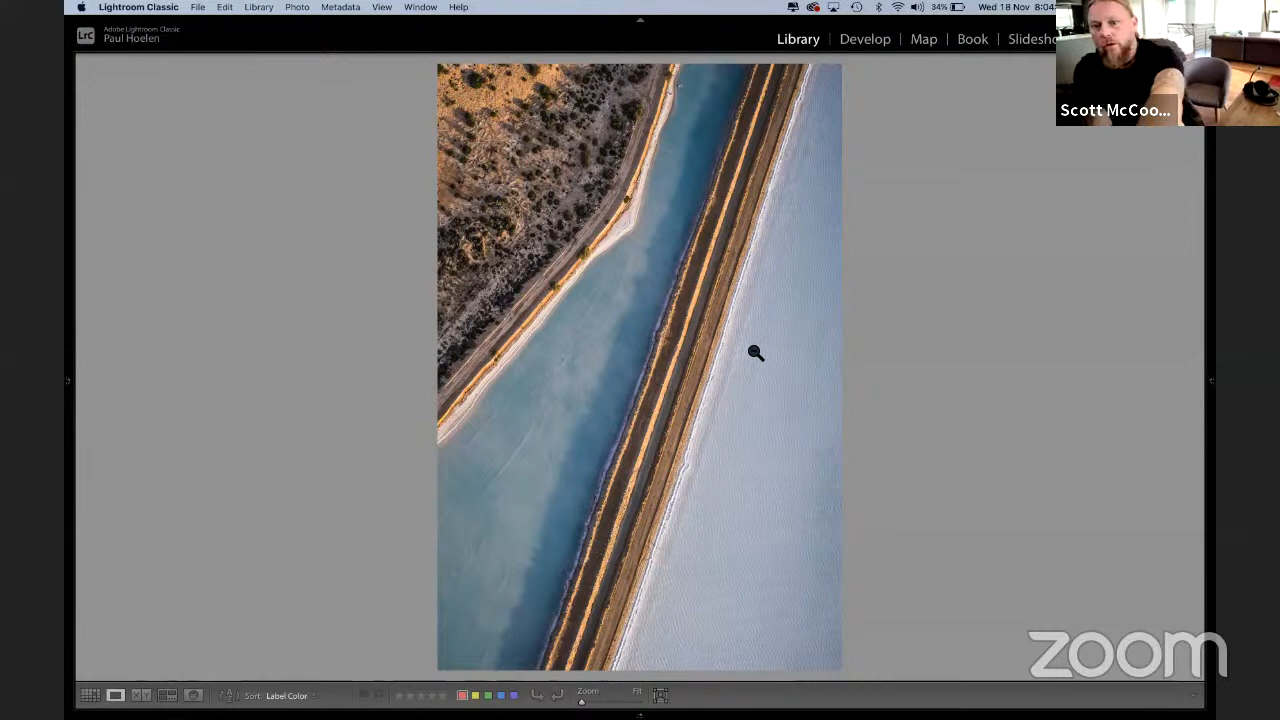 Lightroom Classic File Edit Library Photo Metadata View Window Help 34% Wed 18 Nov 8:04
LrC Adobe Lightroom Classic
Paul Hoelen
Library | Develop | Map | Book | Slidesho
Scott McCoo...
zoom
Sort: Label Color Zoom Fit